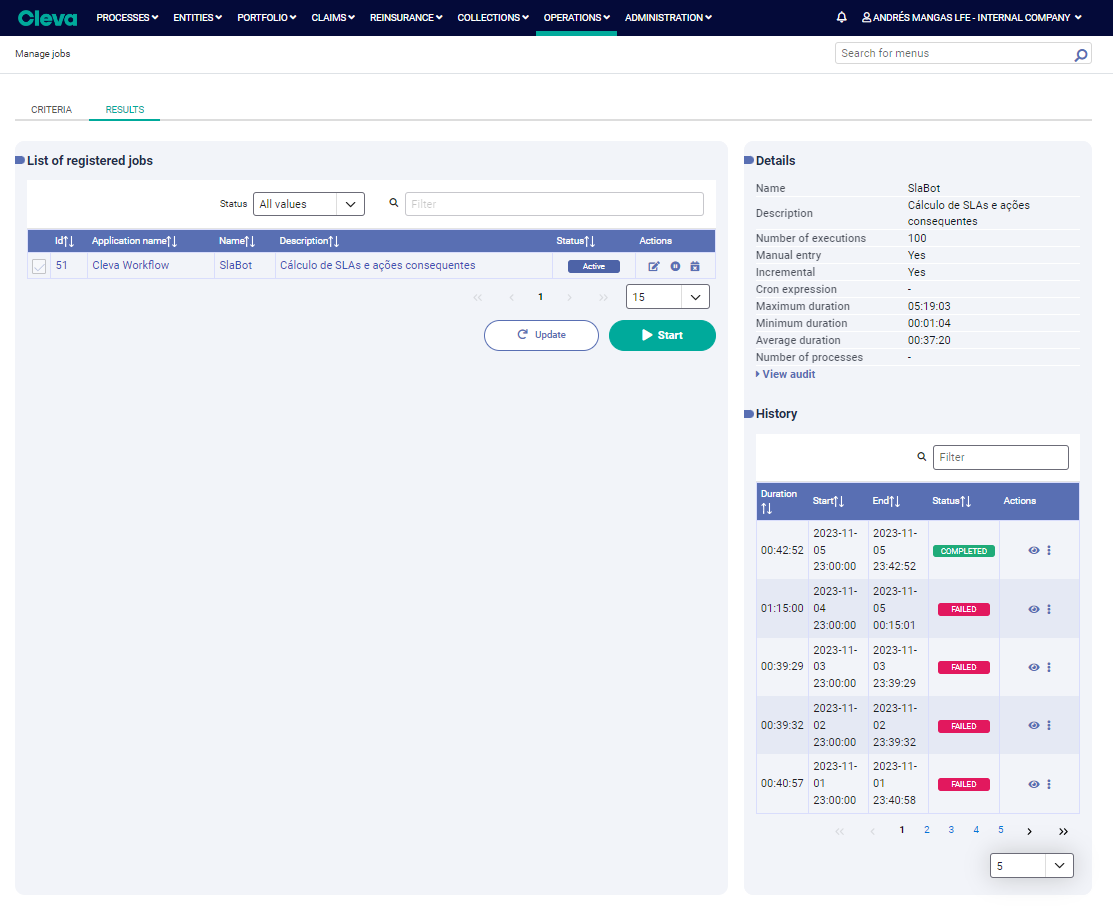 Cleva PROCESSES ENTITIES PORTFOLIO CLAIMS REINSURANCE COLLECTIONS OPERATIONS ADMINISTRATION ANDRÉS MANGAS LFE - INTERNAL COMPANY
Manage jobs Search for menus
CRITERIA RESULTS
List of registered jobs
Status All values Filter
Id Application name Name Description Status Actions
51 Cleva Workflow SlaBot Cálculo de SLAs e ações consequentes Active
1 15
Update Start
Details
Name SlaBot
Description Cálculo de SLAs e ações
consequentes
Number of executions 100
Manual entry Yes
Incremental Yes
Cron expression -
Maximum duration 05:19:03
Minimum duration 00:01:04
Average duration 00:37:20
Number of processes -
View audit
History
Filter
Duration Start End Status Actions
00:42:52 2023-11-05 23:00:00 2023-11-05 23:42:52 COMPLETED
01:15:00 2023-11-04 23:00:00 2023-11-05 00:15:01 FAILED
00:39:29 2023-11-03 23:00:00 2023-11-03 23:39:29 FAILED
00:39:32 2023-11-02 23:00:00 2023-11-02 23:39:32 FAILED
00:40:57 2023-11-01 23:00:00 2023-11-01 23:40:58 FAILED
1 2 3 4 5
5